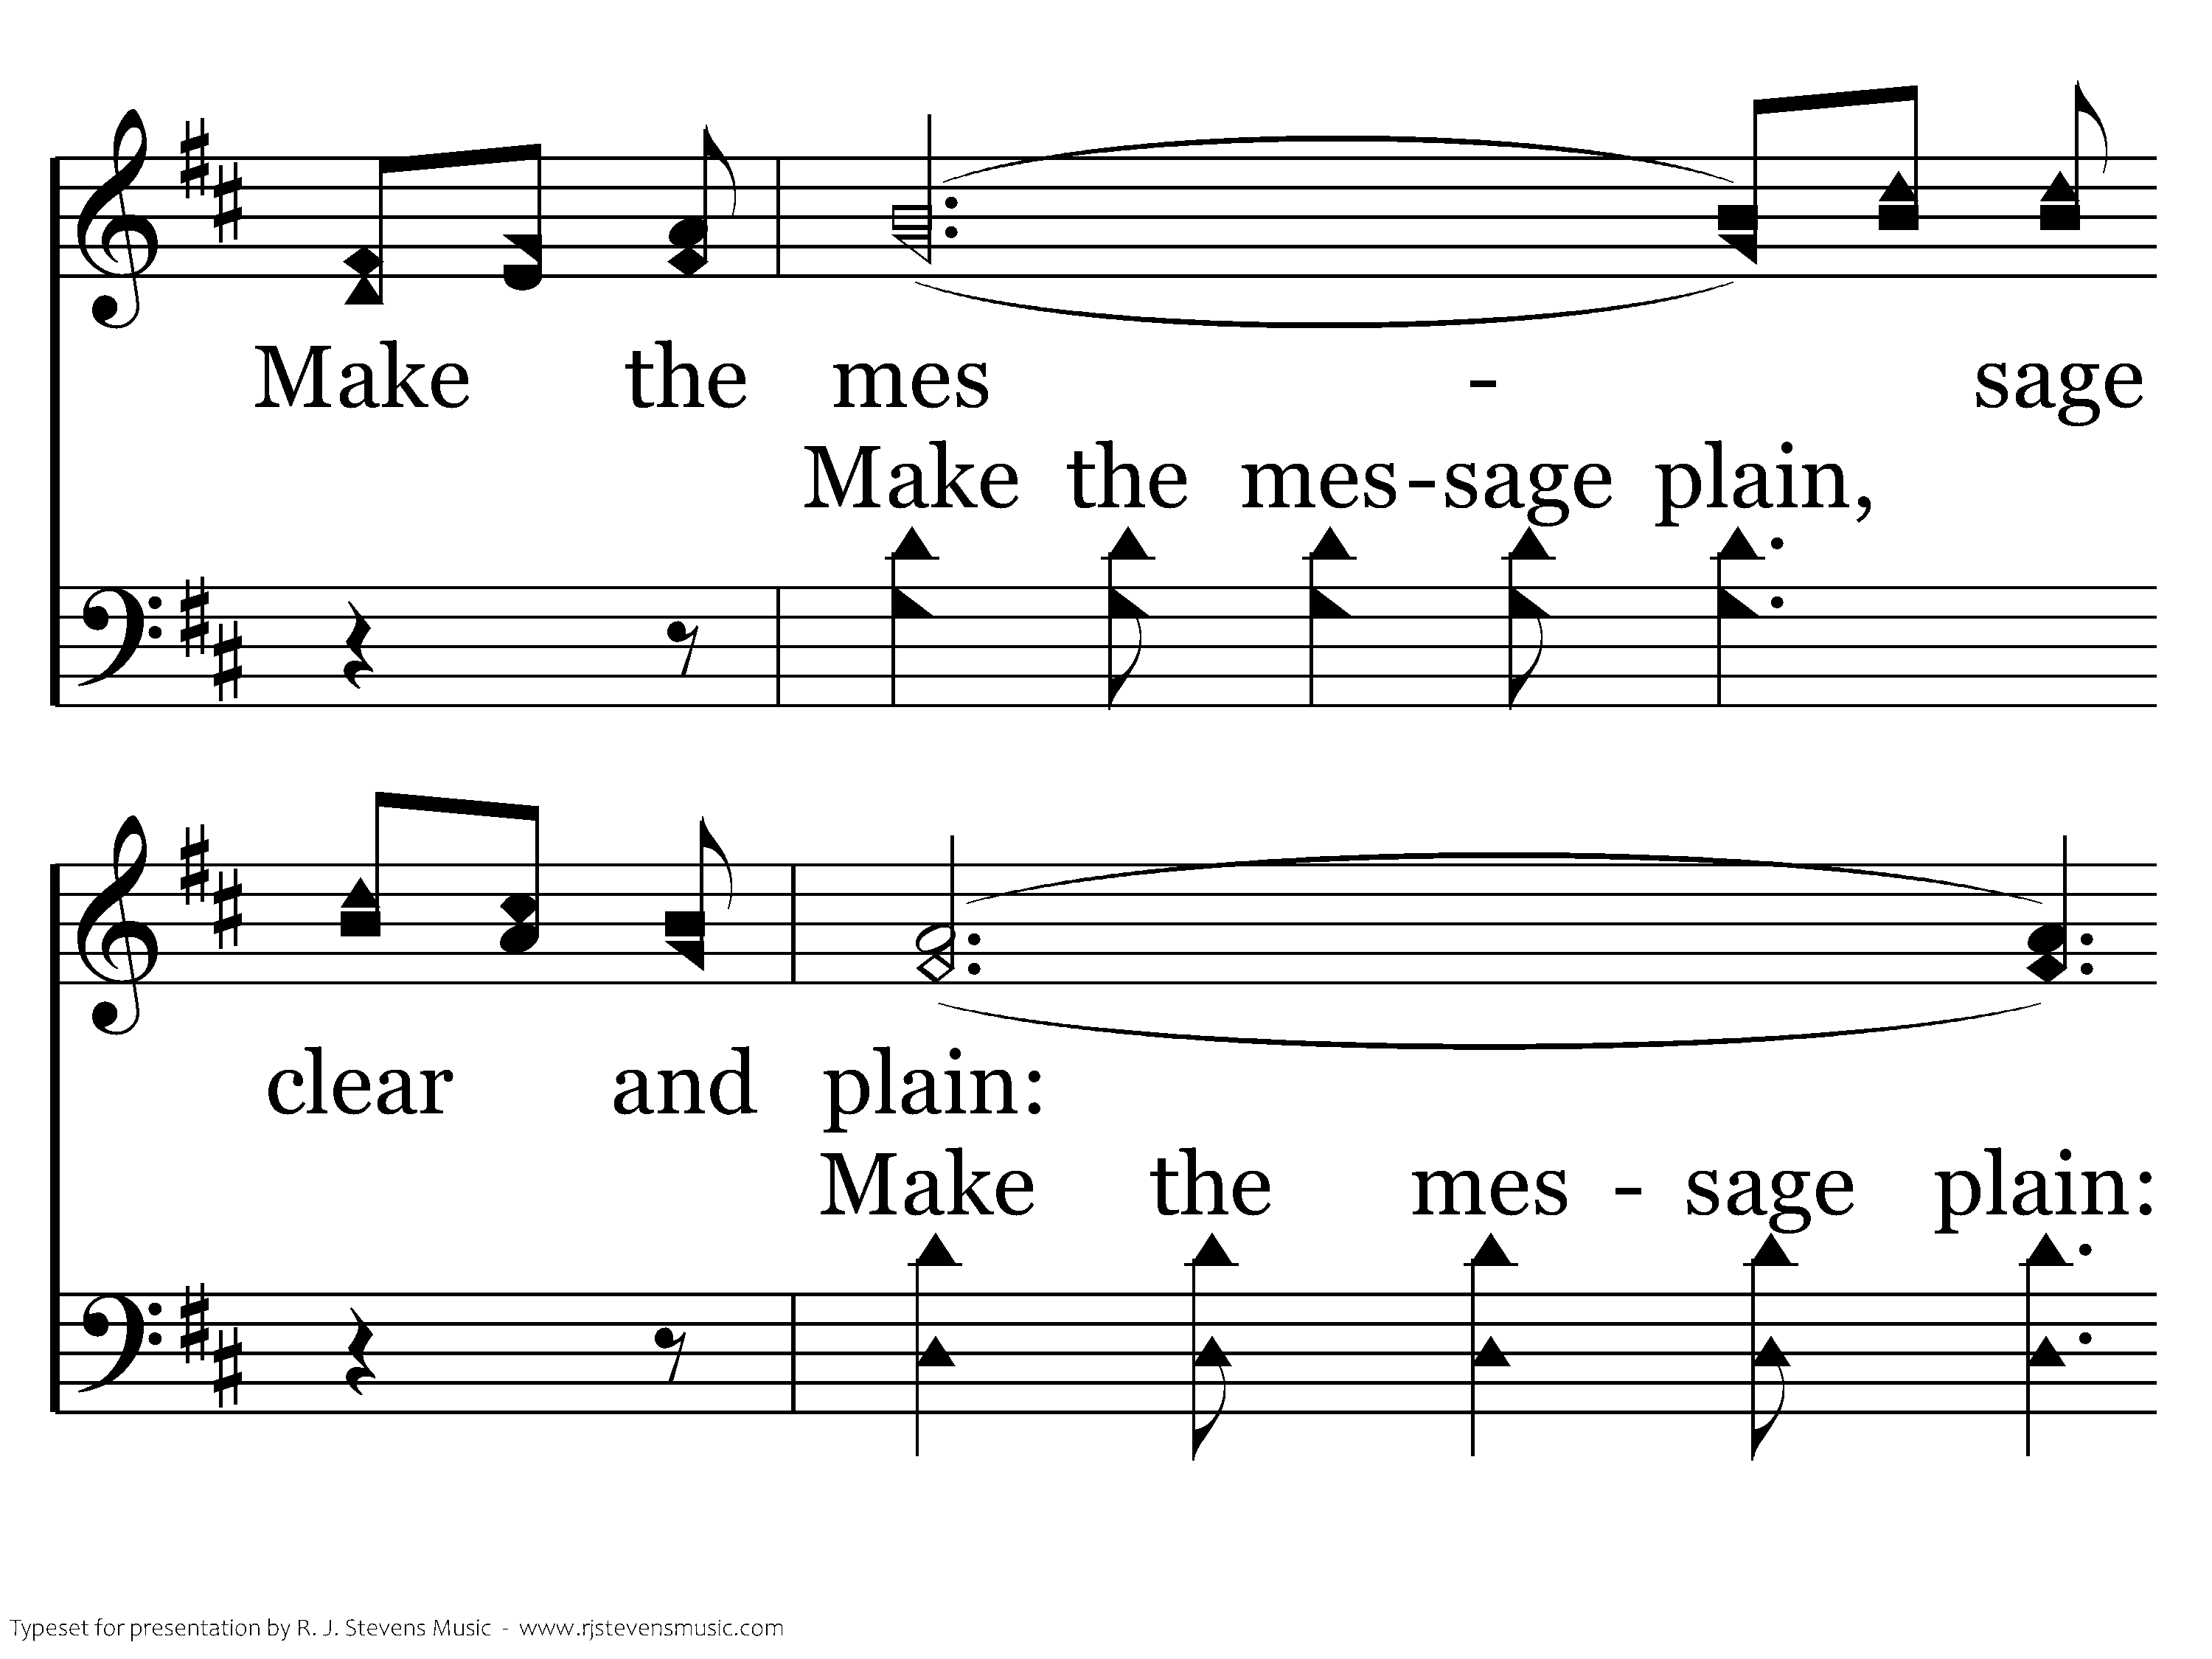 Make the mes - sage
Make the mes-sage plain,
clear and plain:
Make the mes - sage plain:
Typeset for presentation by R. J. Stevens Music - www.rjstevensmusic.com